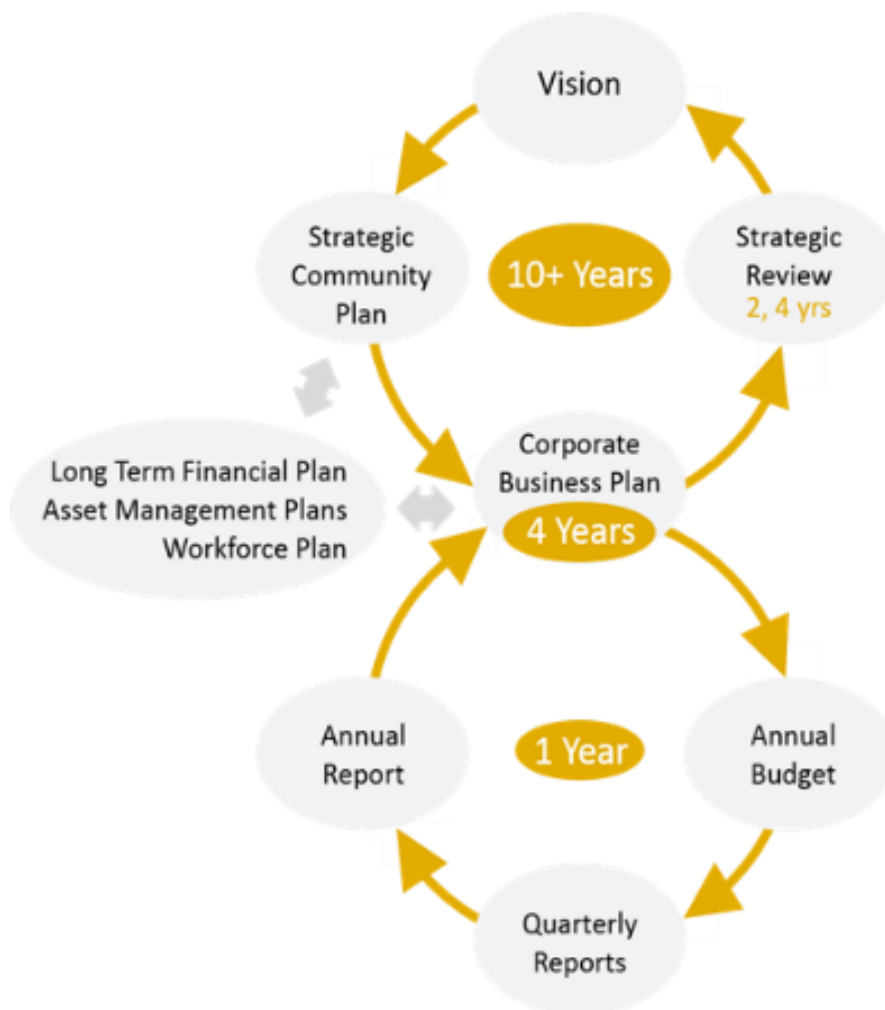 Vision
Strategic
Community
Plan
10+ Years
Strategic
Review
2, 4 yrs
Long Term Financial Plan
Asset Management Plans
Workforce Plan
Corporate
Business Plan
4 Years
Annual
Report
1 Year
Annual
Budget
Quarterly
Reports